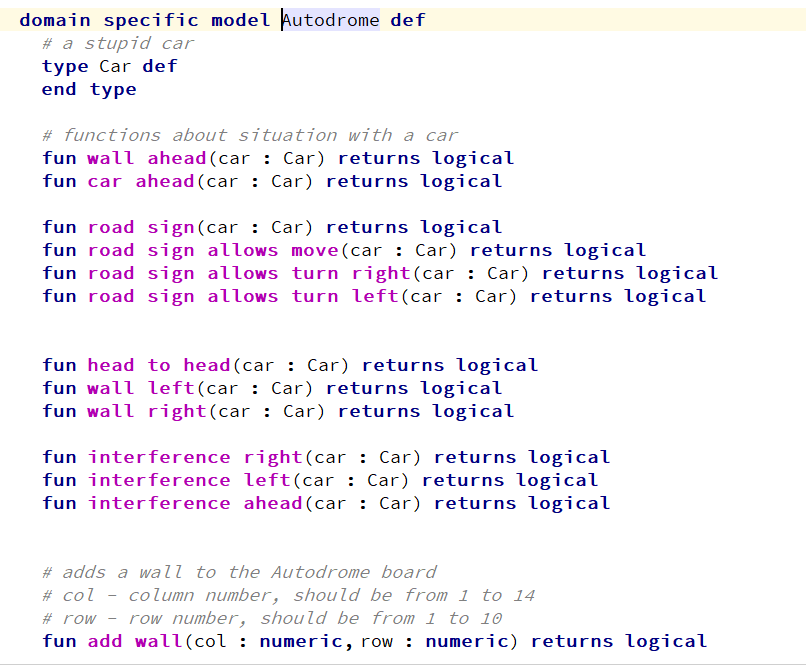 domain specific model Autodrome def
# a stupid car
type Car def
end type
# functions about situation with a car
fun wall ahead(car : Car) returns logical
fun car ahead(car : Car) returns logical
fun road sign(car : Car) returns logical
fun road sign allows move(car : Car) returns logical
fun road sign allows turn right(car : Car) returns logical
fun road sign allows turn left(car : Car) returns logical
fun head to head(car : Car) returns logical
fun wall left(car : Car) returns logical
fun wall right(car : Car) returns logical
fun interference right(car : Car) returns logical
fun interference left(car : Car) returns logical
fun interference ahead(car : Car) returns logical
# adds a wall to the Autodrome board
# col - column number, should be from 1 to 14
# row - row number, should be from 1 to 10
fun add wall(col : numeric, row : numeric) returns logical